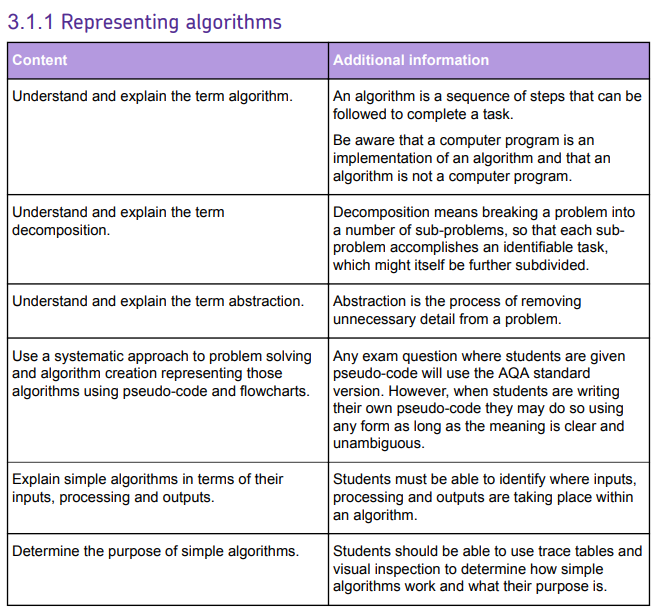 3.1.1 Representing algorithms
Content
Additional information
Understand and explain the term algorithm.
An algorithm is a sequence of steps that can be
followed to complete a task.
Be aware that a computer program is an
implementation of an algorithm and that an
algorithm is not a computer program.
Understand and explain the term
decomposition.
Decomposition means breaking a problem into
a number of sub-problems, so that each sub-
problem accomplishes an identifiable task,
which might itself be further subdivided.
Understand and explain the term abstraction.
Abstraction is the process of removing
unnecessary detail from a problem.
Use a systematic approach to problem solving
and algorithm creation representing those
algorithms using pseudo-code and flowcharts.
Any exam question where students are given
pseudo-code will use the AQA standard
version. However, when students are writing
their own pseudo-code they may do so using
any form as long as the meaning is clear and
unambiguous.
Explain simple algorithms in terms of their
inputs, processing and outputs.
Students must be able to identify where inputs,
processing and outputs are taking place within
an algorithm.
Determine the purpose of simple algorithms.
Students should be able to use trace tables and
visual inspection to determine how simple
algorithms work and what their purpose is.